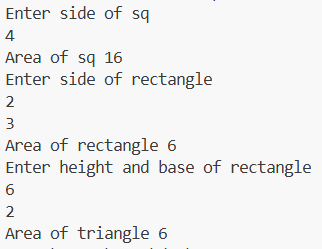 Enter side of sq
4
Area of sq 16
Enter side of rectangle
2
3
Area of rectangle 6
Enter height and base of rectangle
6
2
Area of triangle 6